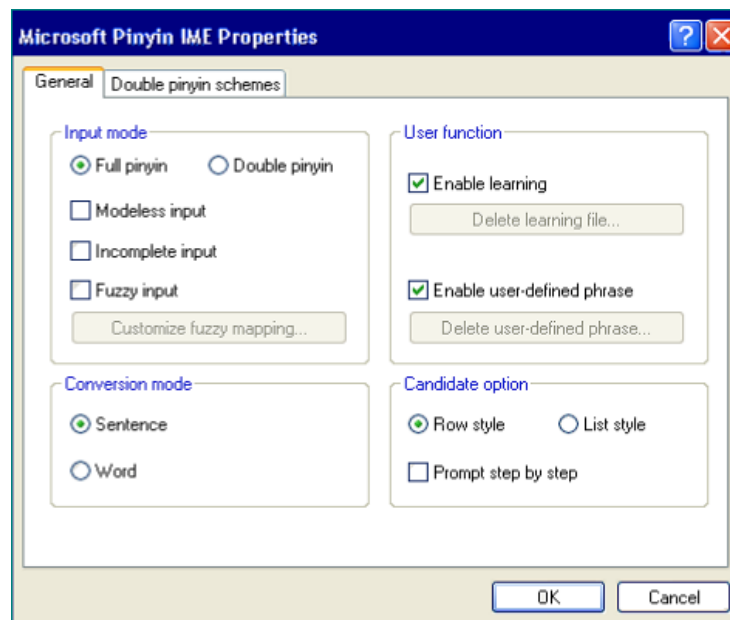 Microsoft Pinyin IME Properties
General
Double pinyin schemes
Input mode
Full pinyin
Double pinyin
Modeless input
Incomplete input
Fuzzy input
Customize fuzzy mapping...
User function
Enable learning
Delete learning file...
Enable user-defined phrase
Delete user-defined phrase...
Conversion mode
Sentence
Word
Candidate option
Row style
List style
Prompt step by step
OK
Cancel